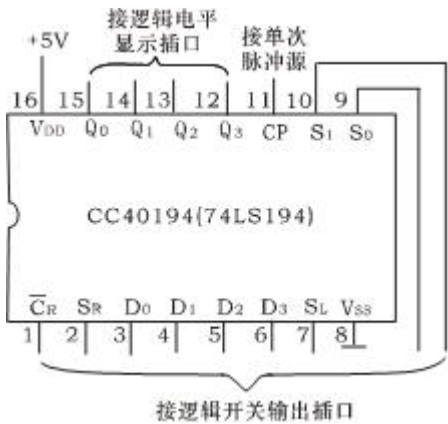 接逻辑电平
显示插口
接单次
脉冲源
+5V
16 15 14 13 12 11 10 9
VDD Q0 Q1 Q2 Q3 CP S1 S0
CC40194(74LS194)
C̅R SR D0 D1 D2 D3 SL VSS
1 2 3 4 5 6 7 8
接逻辑开关输出插口